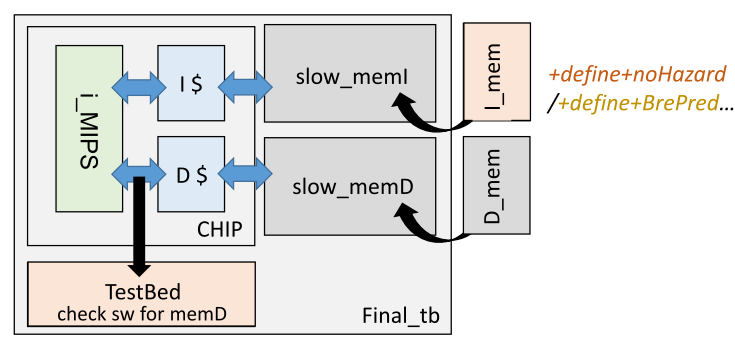 i_MIPS
I $
D $
CHIP
slow_memI
slow_memD
I_mem
D_mem
+define+noHazard
/+define+BrePred...
TestBed
check sw for memD
Final_tb